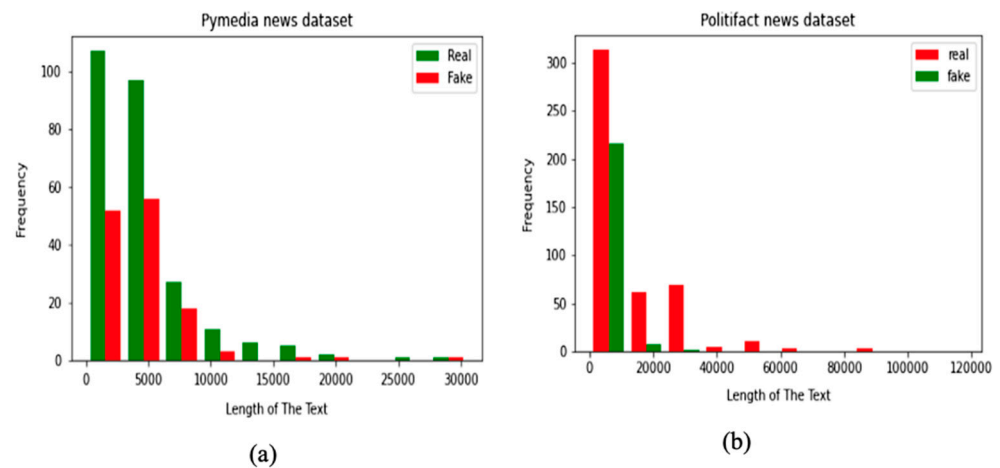 Pymedia news dataset
Real
Fake
100
80
60
40
20
0
Frequency
0 5000 10000 15000 20000 25000 30000
Length of The Text
(a)
Politifact news dataset
real
fake
300
250
200
150
100
50
0
Frequency
0 20000 40000 60000 80000 100000 120000
Length of The Text
(b)